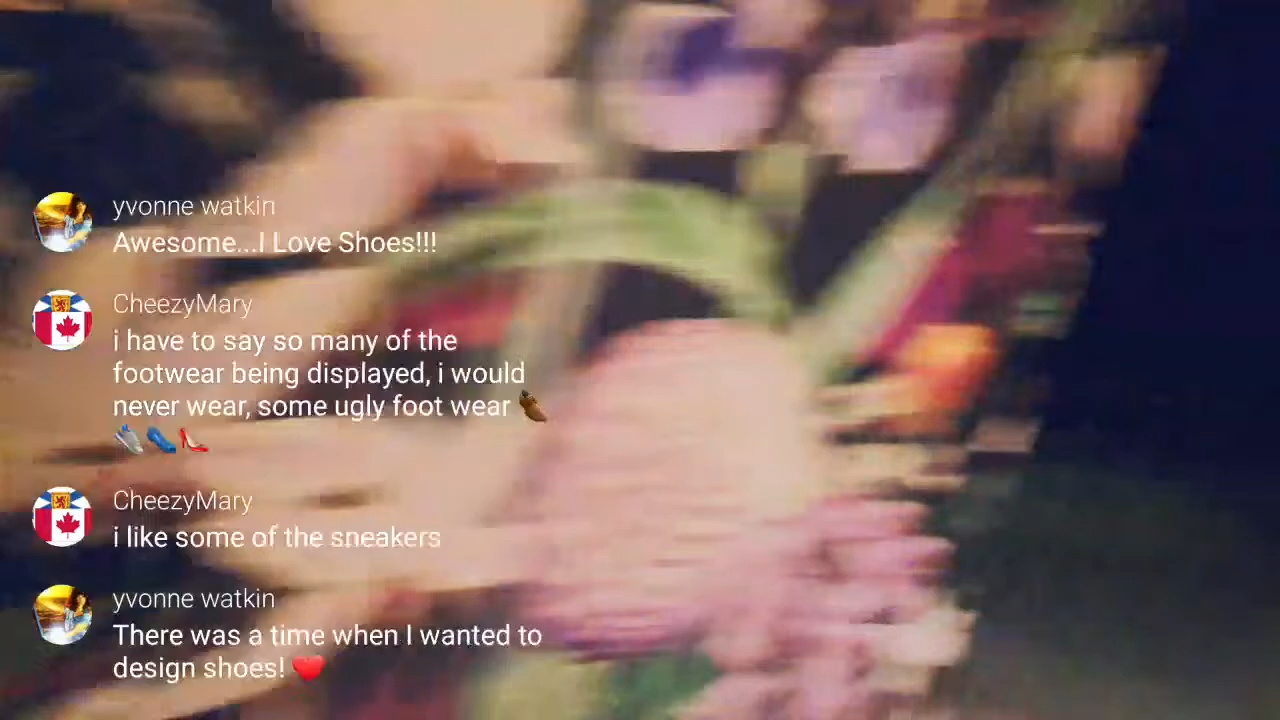 yvonne watkin
Awesome...I Love Shoes!!!
CheezyMary
i have to say so many of the
footwear being displayed, i would
never wear, some ugly foot wear 👞
👟🥿👠
CheezyMary
i like some of the sneakers
yvonne watkin
There was a time when I wanted to
design shoes! ❤️